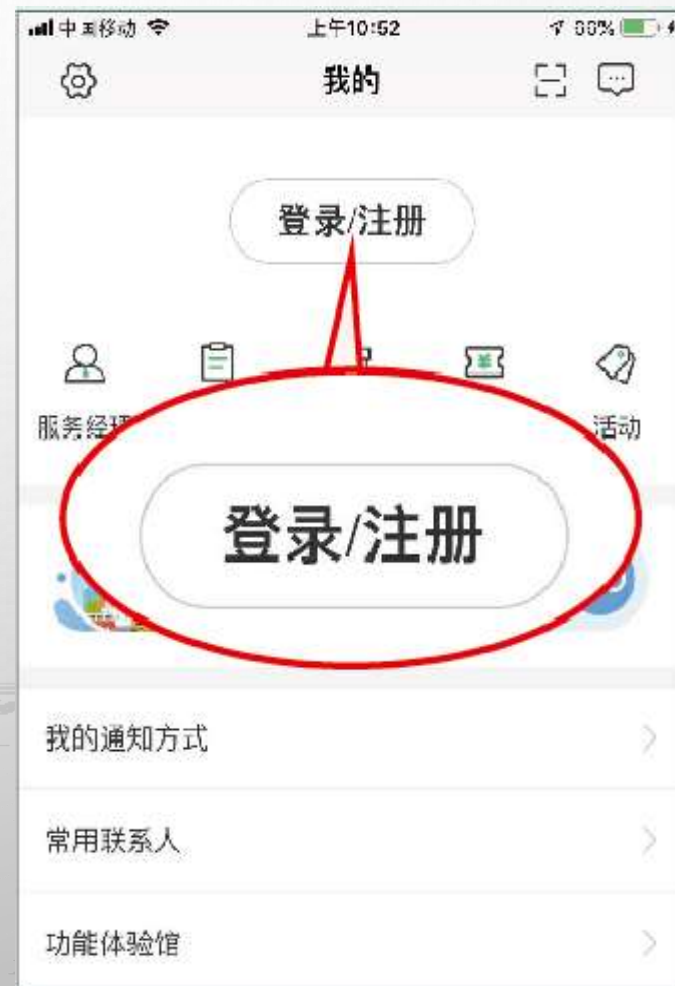 中国移动 上午10:52 66%
我的
登录/注册
服务经理 活动
登录/注册
我的通知方式
常用联系人
功能体验馆